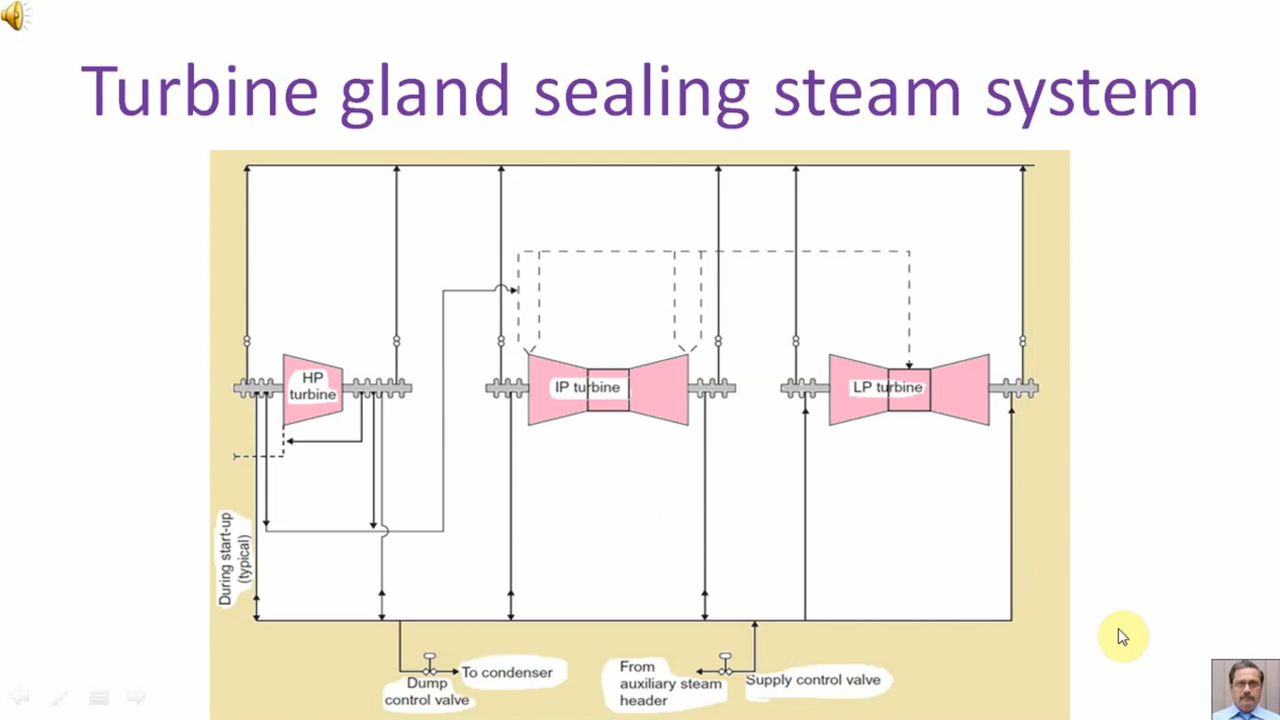 Turbine gland sealing steam system
HP
turbine
IP turbine
LP turbine
During start-up
(typical)
Dump
control valve
To condenser
From
auxiliary steam
header
Supply control valve